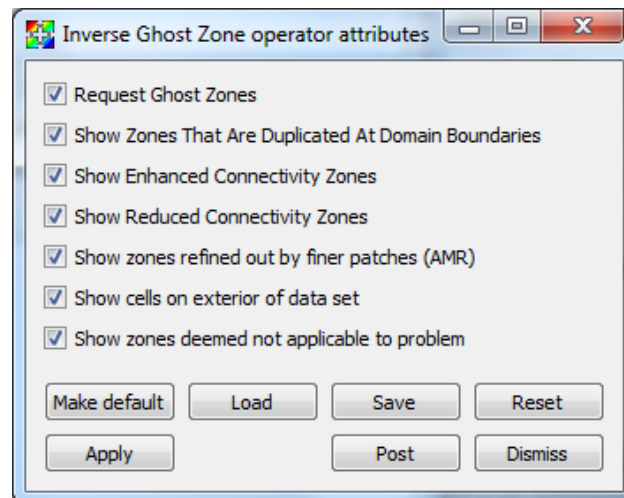 Inverse Ghost Zone operator attributes
Request Ghost Zones
Show Zones That Are Duplicated At Domain Boundaries
Show Enhanced Connectivity Zones
Show Reduced Connectivity Zones
Show zones refined out by finer patches (AMR)
Show cells on exterior of data set
Show zones deemed not applicable to problem
Make default Load Save Reset
Apply Post Dismiss